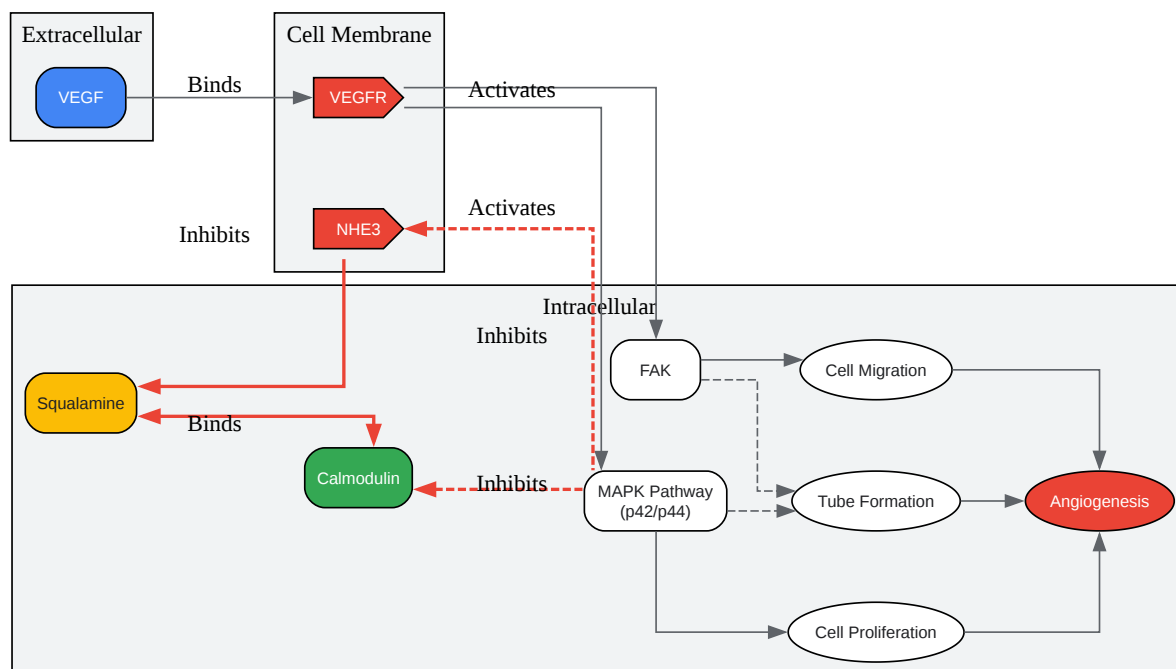 Extracellular
Cell Membrane
VEGF
Binds
VEGFR
Activates
Activates
Inhibits
NHE3
Intracellular
Inhibits
FAK
Cell Migration
Squalamine
Binds
Calmodulin
Inhibits
MAPK Pathway
(p42/p44)
Tube Formation
Angiogenesis
Cell Proliferation